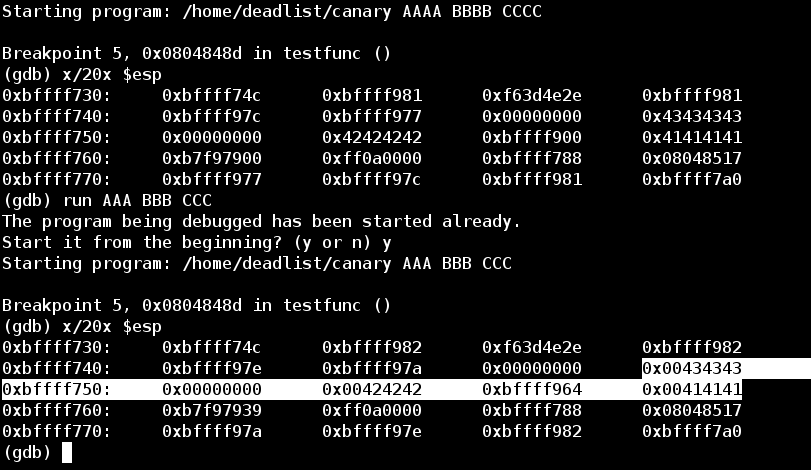 Starting program: /home/deadlist/canary AAAA BBBB CCCC
Breakpoint 5, 0x0804848d in testfunc ()
(gdb) x/20x $esp
0xbffff730: 0xbffff74c 0xbffff981 0xf63d4e2e 0xbffff981
0xbffff740: 0xbffff97c 0xbffff977 0x00000000 0x43434343
0xbffff750: 0x00000000 0x42424242 0xbffff900 0x41414141
0xbffff760: 0xb7f97900 0xff0a0000 0xbffff788 0x08048517
0xbffff770: 0xbffff977 0xbffff97c 0xbffff981 0xbffff7a0
(gdb) run AAA BBB CCC
The program being debugged has been started already.
Start it from the beginning? (y or n) y
Starting program: /home/deadlist/canary AAA BBB CCC
Breakpoint 5, 0x0804848d in testfunc ()
(gdb) x/20x $esp
0xbffff730: 0xbffff74c 0xbffff982 0xf63d4e2e 0xbffff982
0xbffff740: 0xbffff97e 0xbffff97a 0x00000000 0x00434343
0xbffff750: 0x00000000 0x00424242 0xbffff964 0x00414141
0xbffff760: 0xb7f97939 0xff0a0000 0xbffff788 0x08048517
0xbffff770: 0xbffff97a 0xbffff97e 0xbffff982 0xbffff7a0
(gdb)